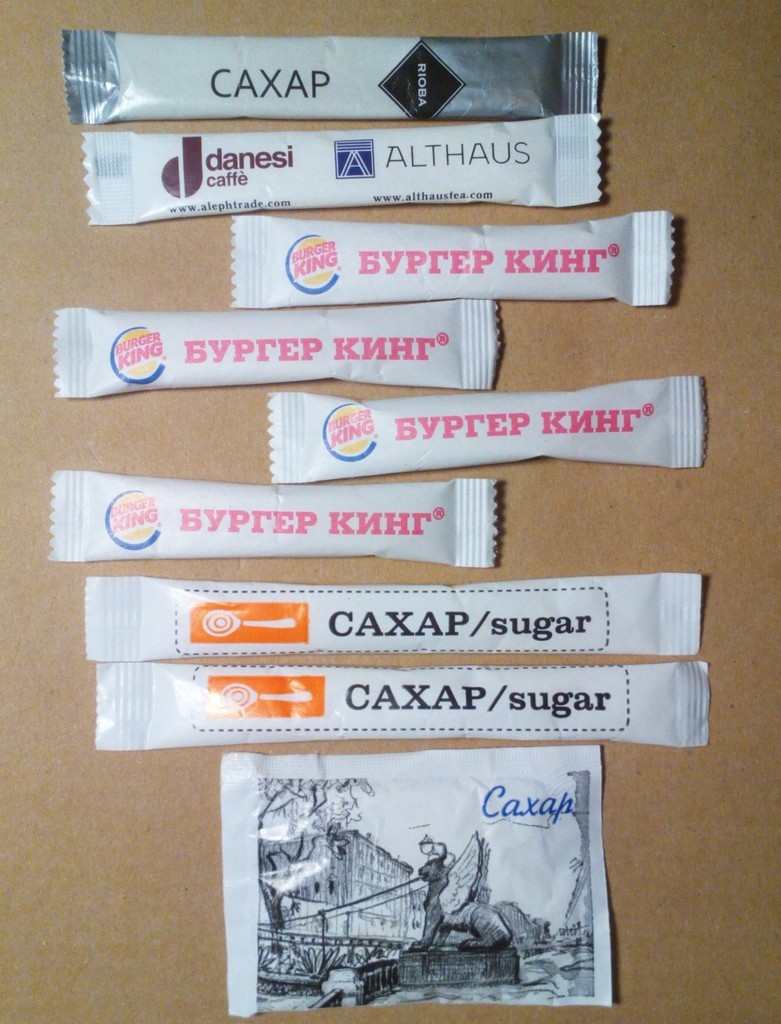 САХАР
RIOBA
danesi
caffè
www.alephtrade.com
ALTHAUS
www.althaustea.com
BURGER
KING
®
БУРГЕР КИНГ®
BURGER
KING
®
БУРГЕР КИНГ®
BURGER
KING
®
БУРГЕР КИНГ®
BURGER
KING
®
БУРГЕР КИНГ®
САХАР/sugar
САХАР/sugar
Сахар